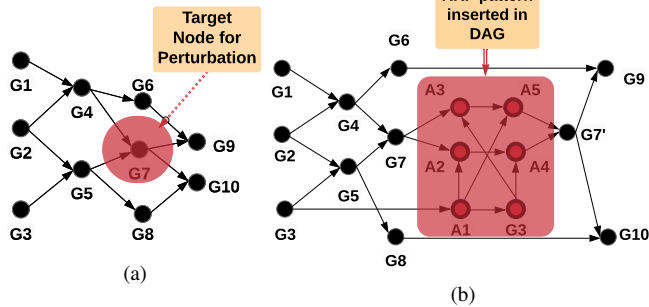 Target
Node for
Perturbation
G1
G2
G3
G4
G5
G6
G7
G8
G9
G10
(a)
pattern
inserted in
DAG
G1
G2
G3
G4
G5
G6
G7
G8
A3
A5
A2
A4
A1
G3
G7'
G9
G10
(b)